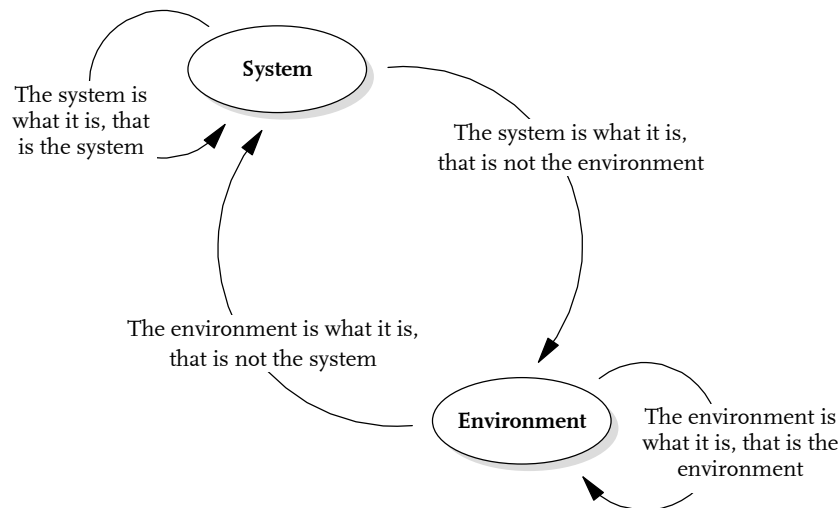 System
The system is
what it is, that
is the system
The system is what it is,
that is not the environment
The environment is what it is,
that is not the system
Environment
The environment is
what it is, that is the
environment